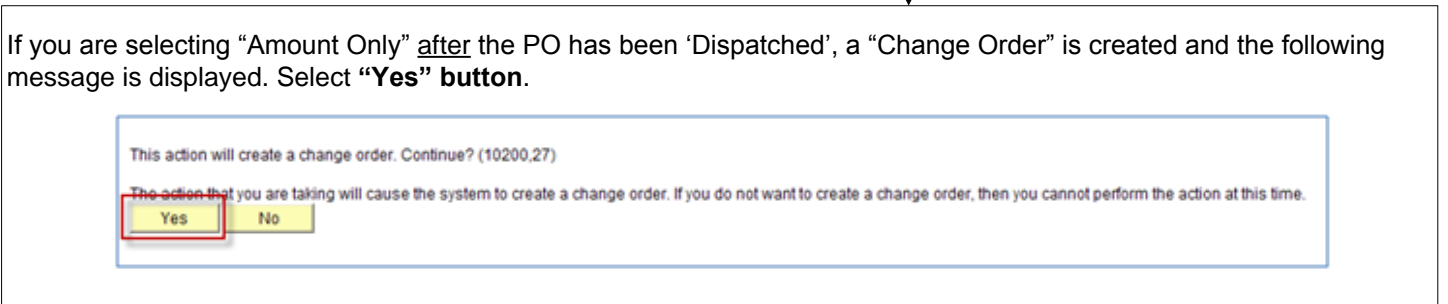 If you are selecting “Amount Only” after the PO has been ‘Dispatched’, a “Change Order” is created and the following
message is displayed. Select “Yes” button.
This action will create a change order. Continue? (10200,27)
The action that you are taking will cause the system to create a change order. If you do not want to create a change order, then you cannot perform the action at this time.
Yes No